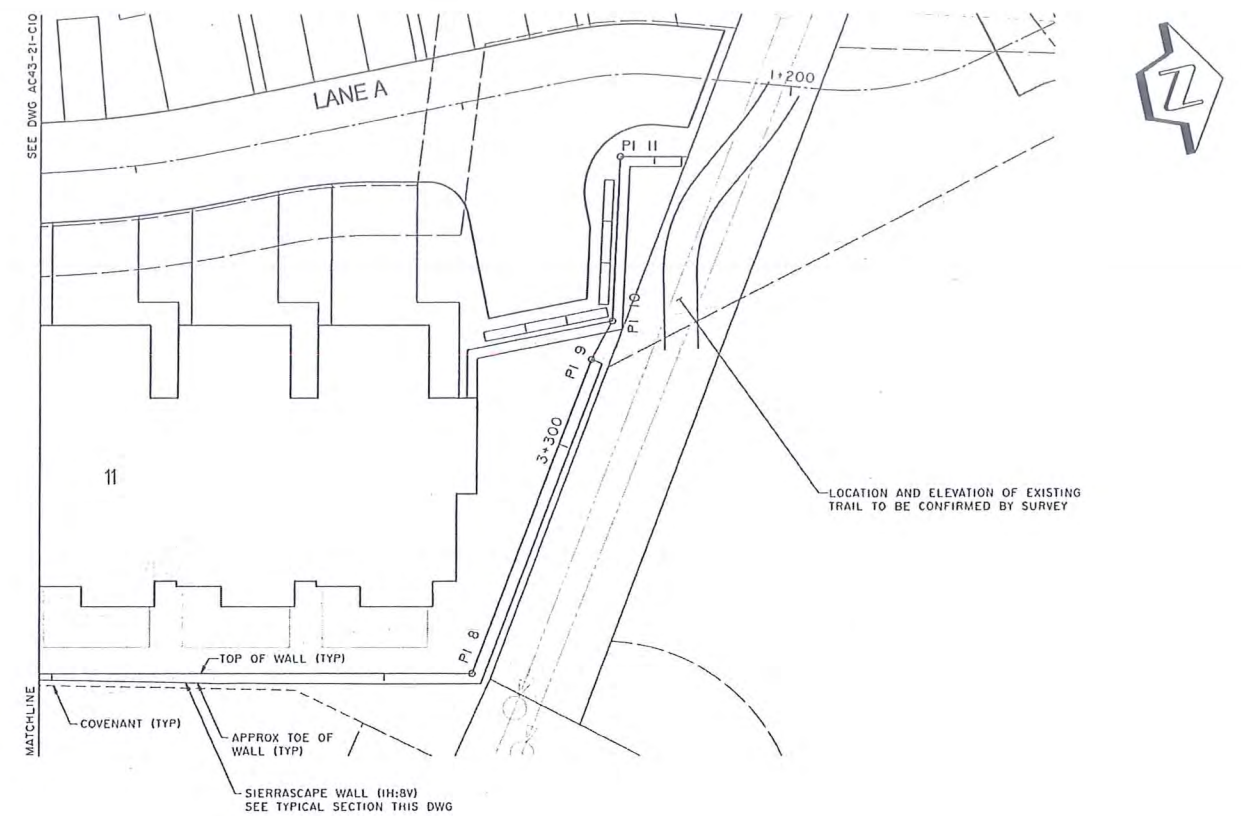 SEE DWG AC43-21-C10
LANE A
1+200
N
PI 11
PI 10
PI 9
3+300
11
LOCATION AND ELEVATION OF EXISTING
TRAIL TO BE CONFIRMED BY SURVEY
PI 8
TOP OF WALL (TYP)
MATCHLINE
COVENANT (TYP)
APPROX TOE OF
WALL (TYP)
SIERRASCAPE WALL (1H:8V)
SEE TYPICAL SECTION THIS DWG